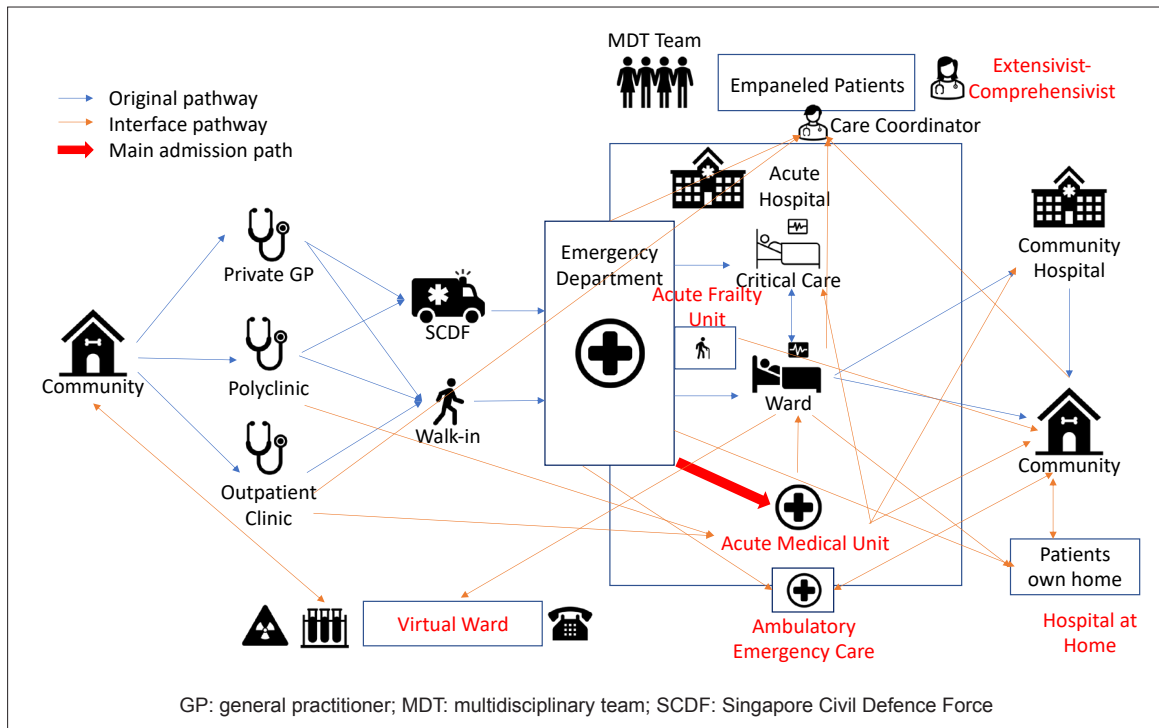 MDT Team
Empaneled Patients
Extensivist-
Comprehensivist
Care Coordinator
Original pathway
Interface pathway
Main admission path
Acute
Hospital
Private GP
Emergency
Department
Critical Care
Community
Hospital
Acute Frailty
Unit
SCDF
Community
Polyclinic
Ward
Walk-in
Community
Outpatient
Clinic
Acute Medical Unit
Patients
own home
Virtual Ward
Ambulatory
Emergency Care
Hospital at
Home
GP: general practitioner; MDT: multidisciplinary team; SCDF: Singapore Civil Defence Force